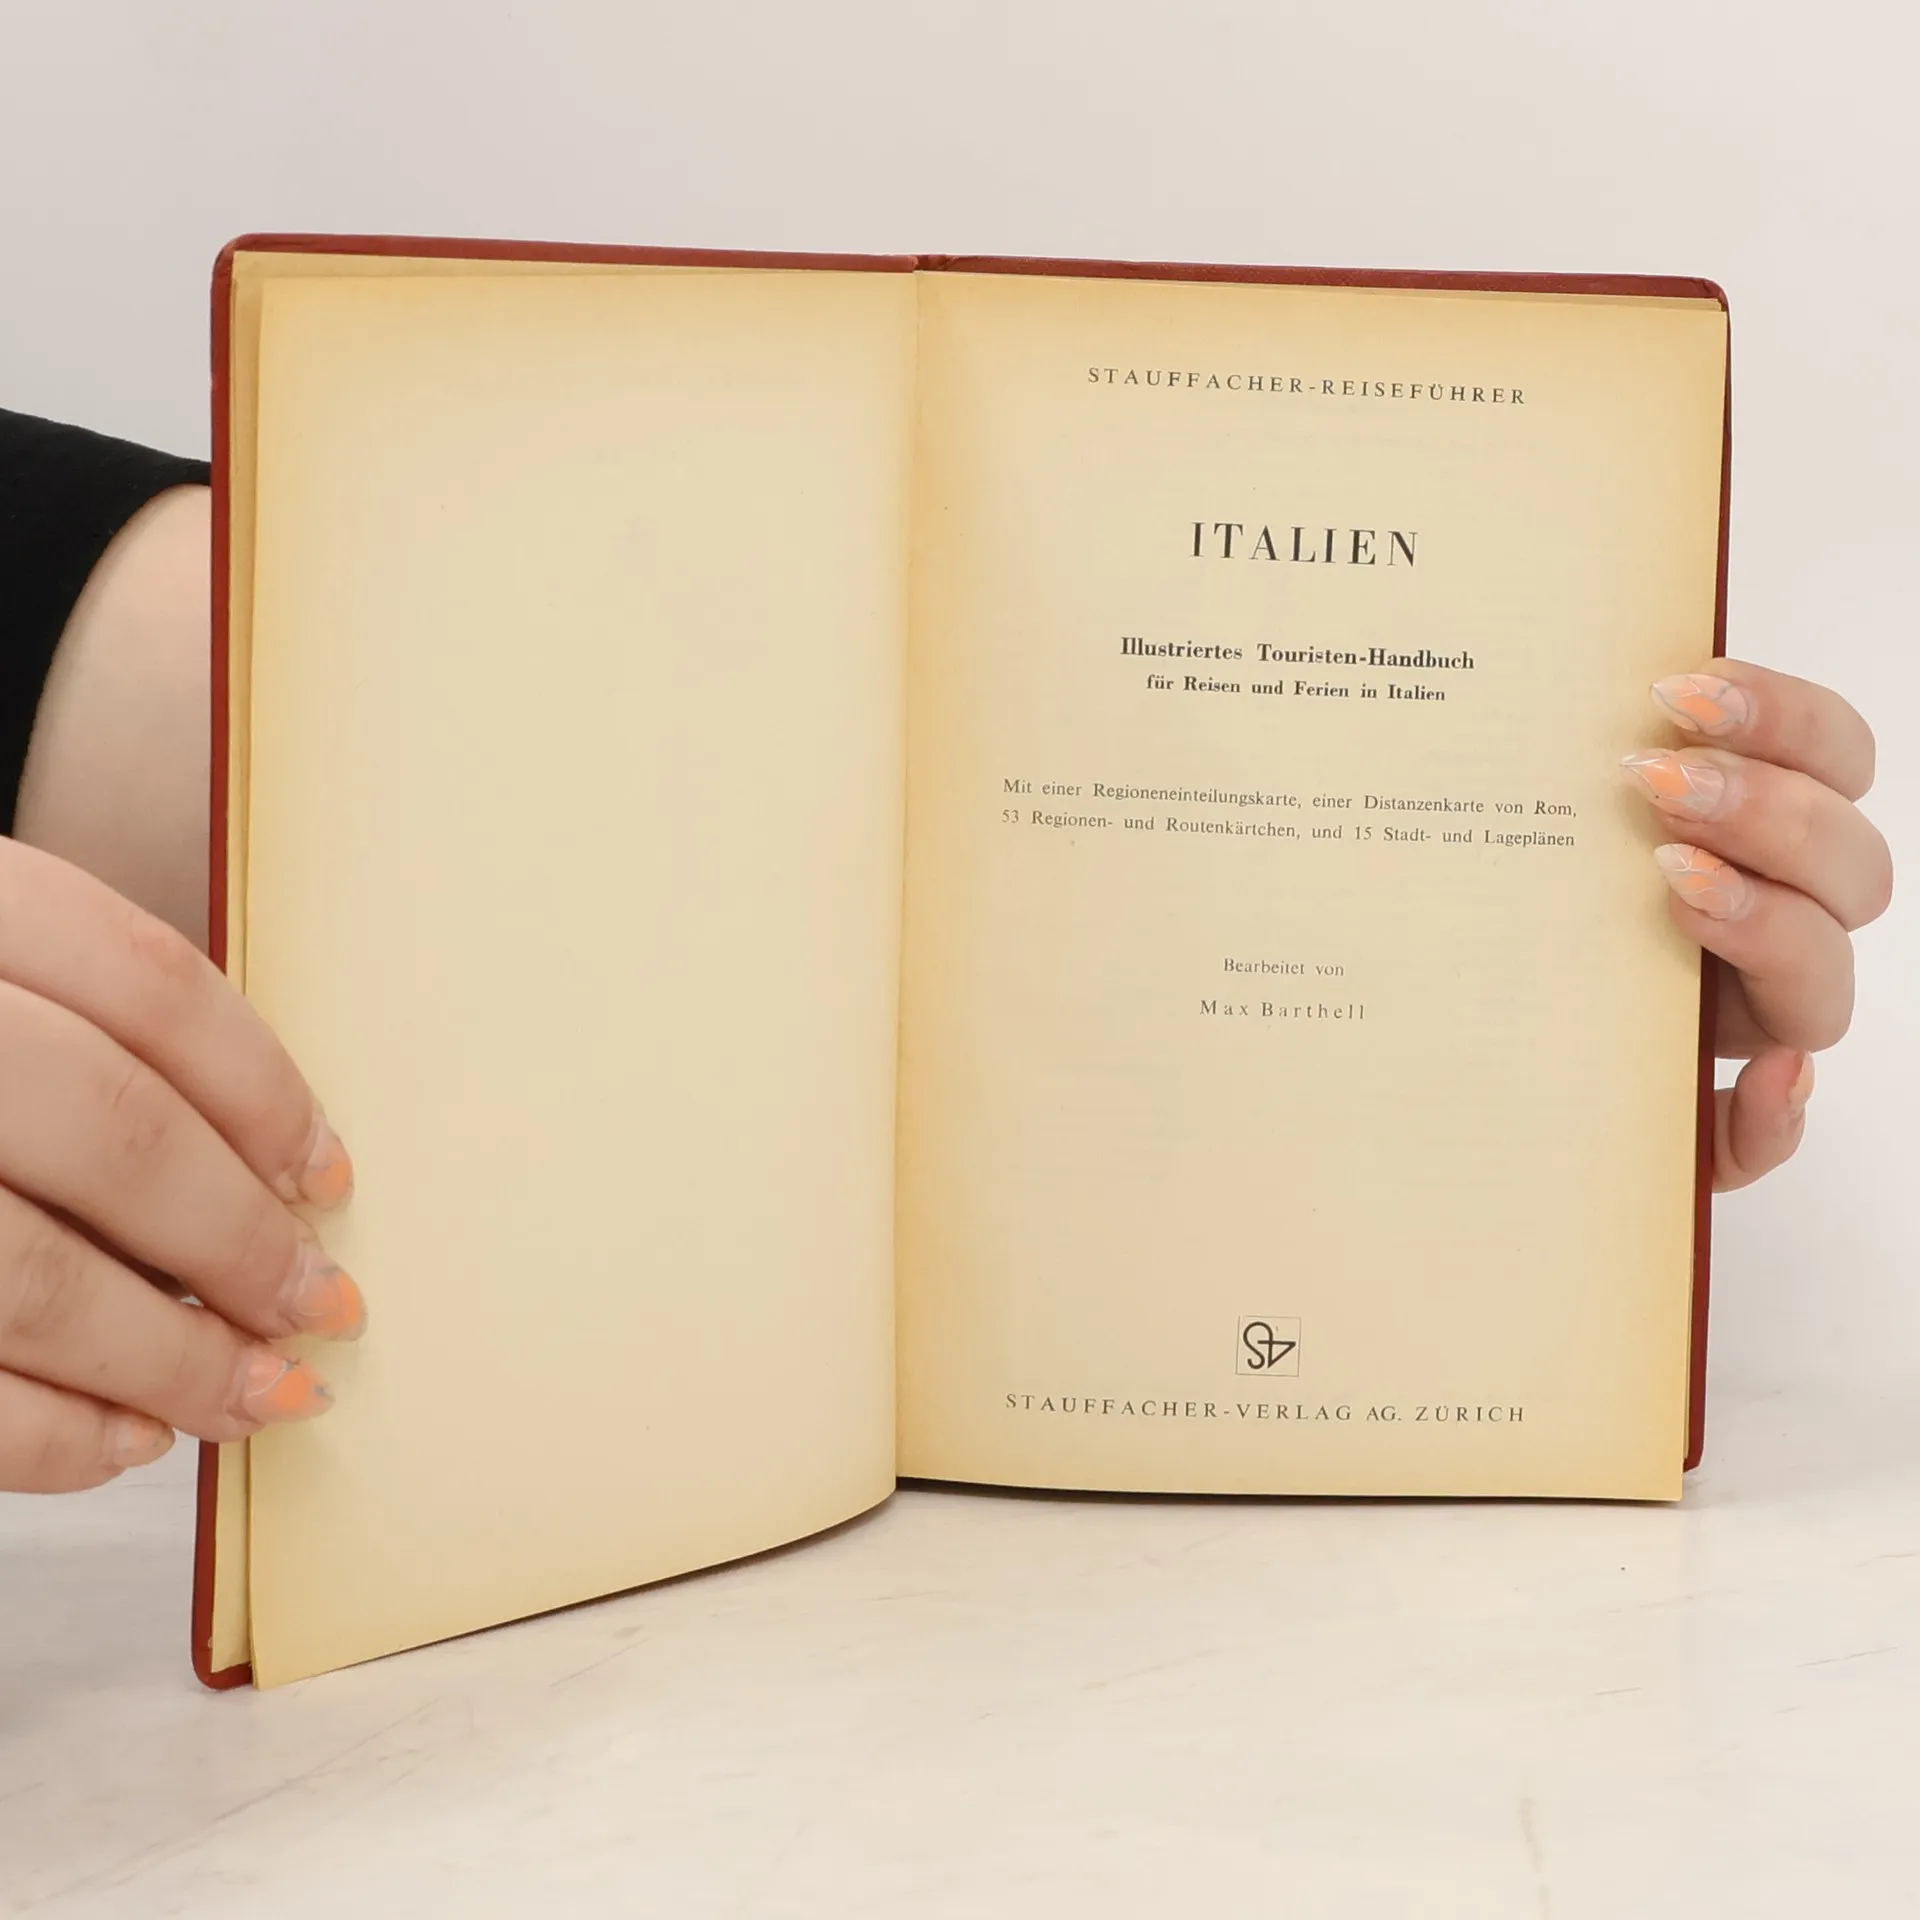 STAUFFACHER-REISEFÜHRER
ITALIEN
Illustriertes Touristen-Handbuch
für Reisen und Ferien in Italien
Mit einer Regioneneinteilungskarte, einer Distanzenkarte von Rom,
53 Regionen- und Routenkärtchen, und 15 Stadt- und Lageplänen
Bearbeitet von
Max Barthell
STAUFFACHER-VERLAG AG. ZÜRICH